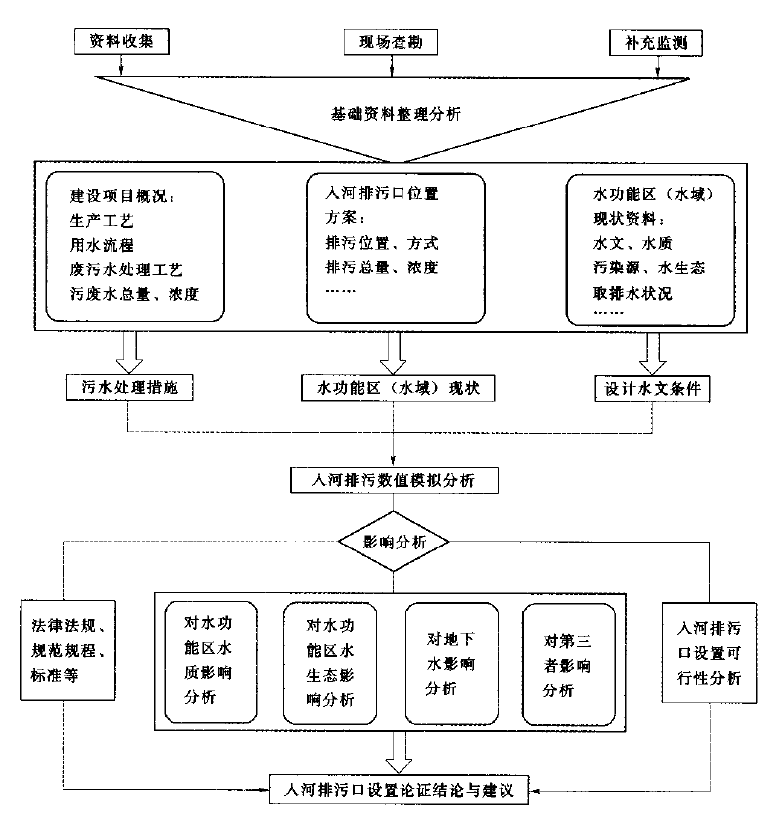 资料收集
现场查勘
补充监测
基础资料整理分析
建设项目概况：
生产工艺
用水流程
废污水处理工艺
污废水总量、浓度
入河排污口位置
方案：
排污位置、方式
排污总量、浓度
……
水功能区（水域）
现状资料：
水文、水质
污染源、水生态
取排水状况
……
污水处理措施
水功能区（水域）现状
设计水文条件
入河排污数值模拟分析
影响分析
法律法规、
规范规程、
标准等
对水功
能区水
质影响
分析
对水功
能区水
生态影
响分析
对地下
水影响
分析
对第三
者影响
分析
入河排污
口设置可
行性分析
入河排污口设置论证结论与建议